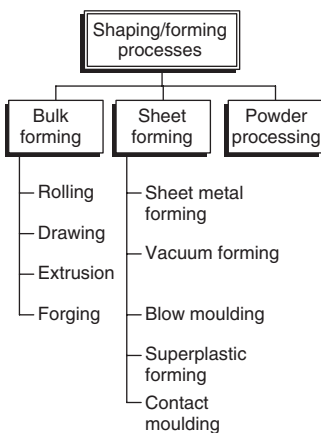 Shaping/forming
processes
Bulk
forming
Sheet
forming
Powder
processing
Rolling
Drawing
Extrusion
Forging
Sheet metal
forming
Vacuum forming
Blow moulding
Superplastic
forming
Contact
moulding